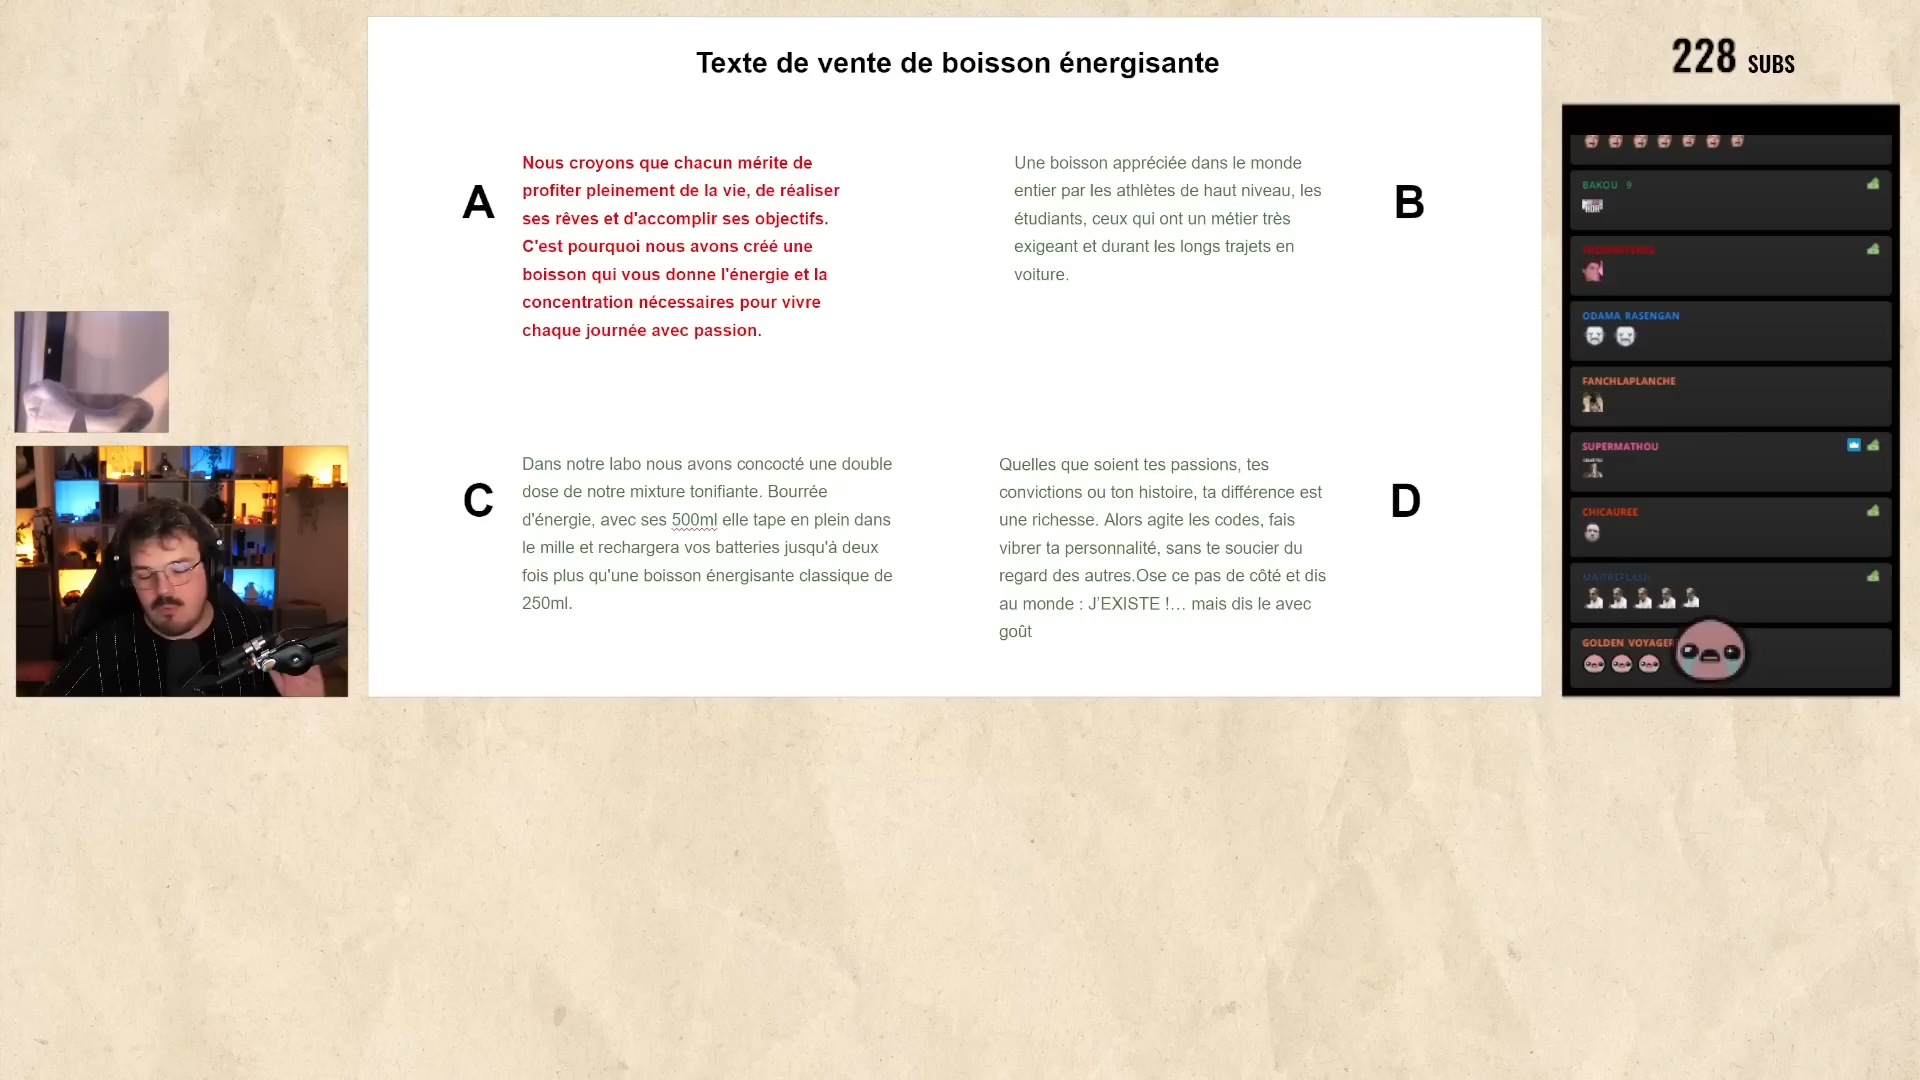 Texte de vente de boisson énergisante
A
Nous croyons que chacun mérite de
profiter pleinement de la vie, de réaliser
ses rêves et d'accomplir ses objectifs.
C'est pourquoi nous avons créé une
boisson qui vous donne l'énergie et la
concentration nécessaires pour vivre
chaque journée avec passion.
Une boisson appréciée dans le monde
entier par les athlètes de haut niveau, les
étudiants, ceux qui ont un métier très
exigeant et durant les longs trajets en
voiture.
B
C
Dans notre labo nous avons concocté une double
dose de notre mixture tonifiante. Bourrée
d'énergie, avec ses 500ml elle tape en plein dans
le mille et rechargera vos batteries jusqu'à deux
fois plus qu'une boisson énergisante classique de
250ml.
Quelles que soient tes passions, tes
convictions ou ton histoire, ta différence est
une richesse. Alors agite les codes, fais
vibrer ta personnalité, sans te soucier du
regard des autres.Ose ce pas de côté et dis
au monde : J'EXISTE !… mais dis le avec
goût
D
228 SUBS
BAKOU 9
ODAMA RASENGAN
FANCHLAPLANCHE
SUPERMATHOU
CHICAUREE
MAITREFLASH
GOLDEN VOYAGER